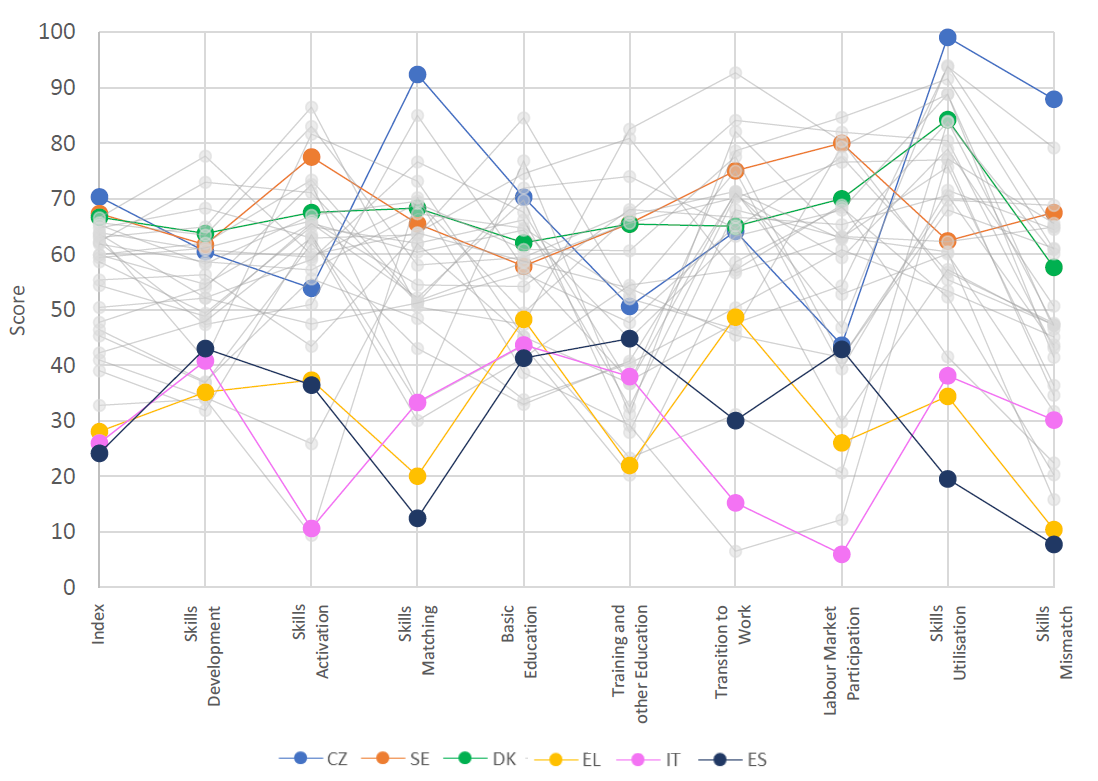 100
90
80
70
60
50
40
30
20
10
0
Score
Index
Skills
Development
Skills
Activation
Skills
Matching
Basic
Education
Training and
other Education
Transition to
Work
Labour Market
Participation
Skills
Utilisation
Skills
Mismatch
CZ
SE
DK
EL
IT
ES